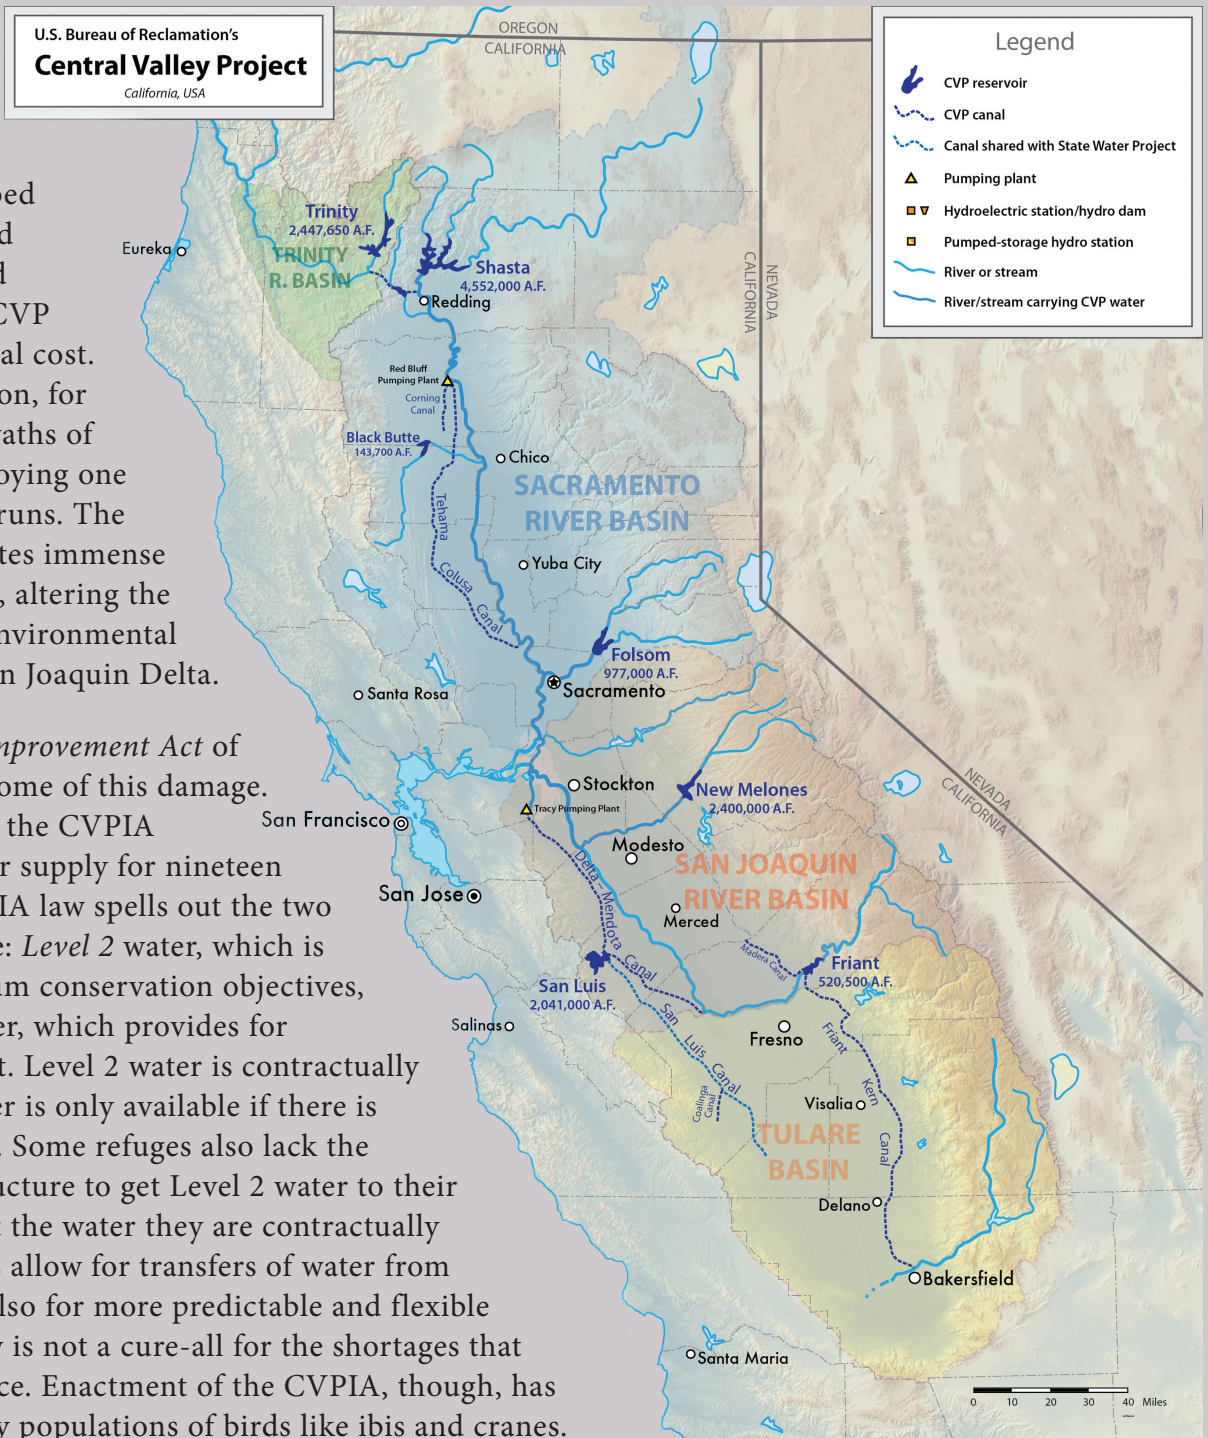 U.S. Bureau of Reclamation's
Central Valley Project
California, USA
OREGON
CALIFORNIA
Legend
CVP reservoir
CVP canal
Canal shared with State Water Project
Pumping plant
Hydroelectric station/hydro dam
Pumped-storage hydro station
River or stream
River/stream carrying CVP water
NEVADA
CALIFORNIA
Trinity
2,447,650 A.F.
TRINITY
R. BASIN
Eureka
Shasta
4,552,000 A.F.
Redding
Red Bluff
Pumping Plant
Corning
Canal
Black Butte
143,700 A.F.
Chico
SACRAMENTO
RIVER BASIN
Tehama
Colusa
Canal
Yuba City
Folsom
977,000 A.F.
Sacramento
Santa Rosa
Stockton
Tracy Pumping Plant
New Melones
2,400,000 A.F.
NEVADA
CALIFORNIA
San Francisco
Modesto
SAN JOAQUIN
RIVER BASIN
San Jose
Merced
Delta – Mendota
Canal
Madera Canal
Friant
520,500 A.F.
San Luis
2,041,000 A.F.
Salinas
San
Luis
Canal
Coalinga
Canal
Fresno
Friant
Kern
Canal
Visalia
TULARE
BASIN
Delano
Bakersfield
Santa Maria
0 10 20 30 40 Miles
ped
d
d
CVP
al cost.
on, for
vaths of
oying one
runs. The
tes immense
, altering the
nvironmental
n Joaquin Delta.
mprovement Act of
ome of this damage.
the CVPIA
r supply for nineteen
IA law spells out the two
e: Level 2 water, which is
um conservation objectives,
er, which provides for
t. Level 2 water is contractually
er is only available if there is
. Some refuges also lack the
ucture to get Level 2 water to their
t the water they are contractually
s allow for transfers of water from
lso for more predictable and flexible
y is not a cure-all for the shortages that
ce. Enactment of the CVPIA, though, has
y populations of birds like ibis and cranes.